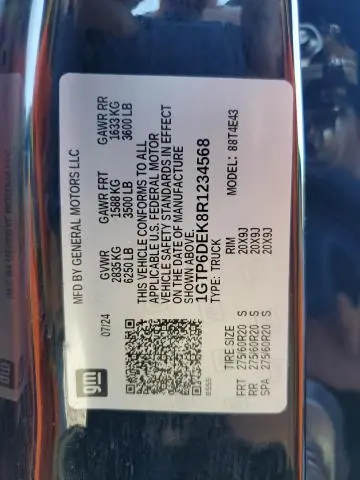 gm
MFD BY GENERAL MOTORS LLC
07/24 GVWR GAWR FRT GAWR RR
2835 KG 1588 KG 1633 KG
6250 LB 3500 LB 3600 LB
THIS VEHICLE CONFORMS TO ALL
APPLICABLE U.S. FEDERAL MOTOR
VEHICLE SAFETY STANDARDS IN EFFECT
ON THE DATE OF MANUFACTURE
SHOWN ABOVE.
1GTP6DEK8R1234568
TYPE: TRUCK MODEL: 88T4E43
TIRE SIZE RIM
FRT 275/60R20 S 20X9J
RR 275/60R20 S 20X9J
SPA 275/60R20 S 20X9J